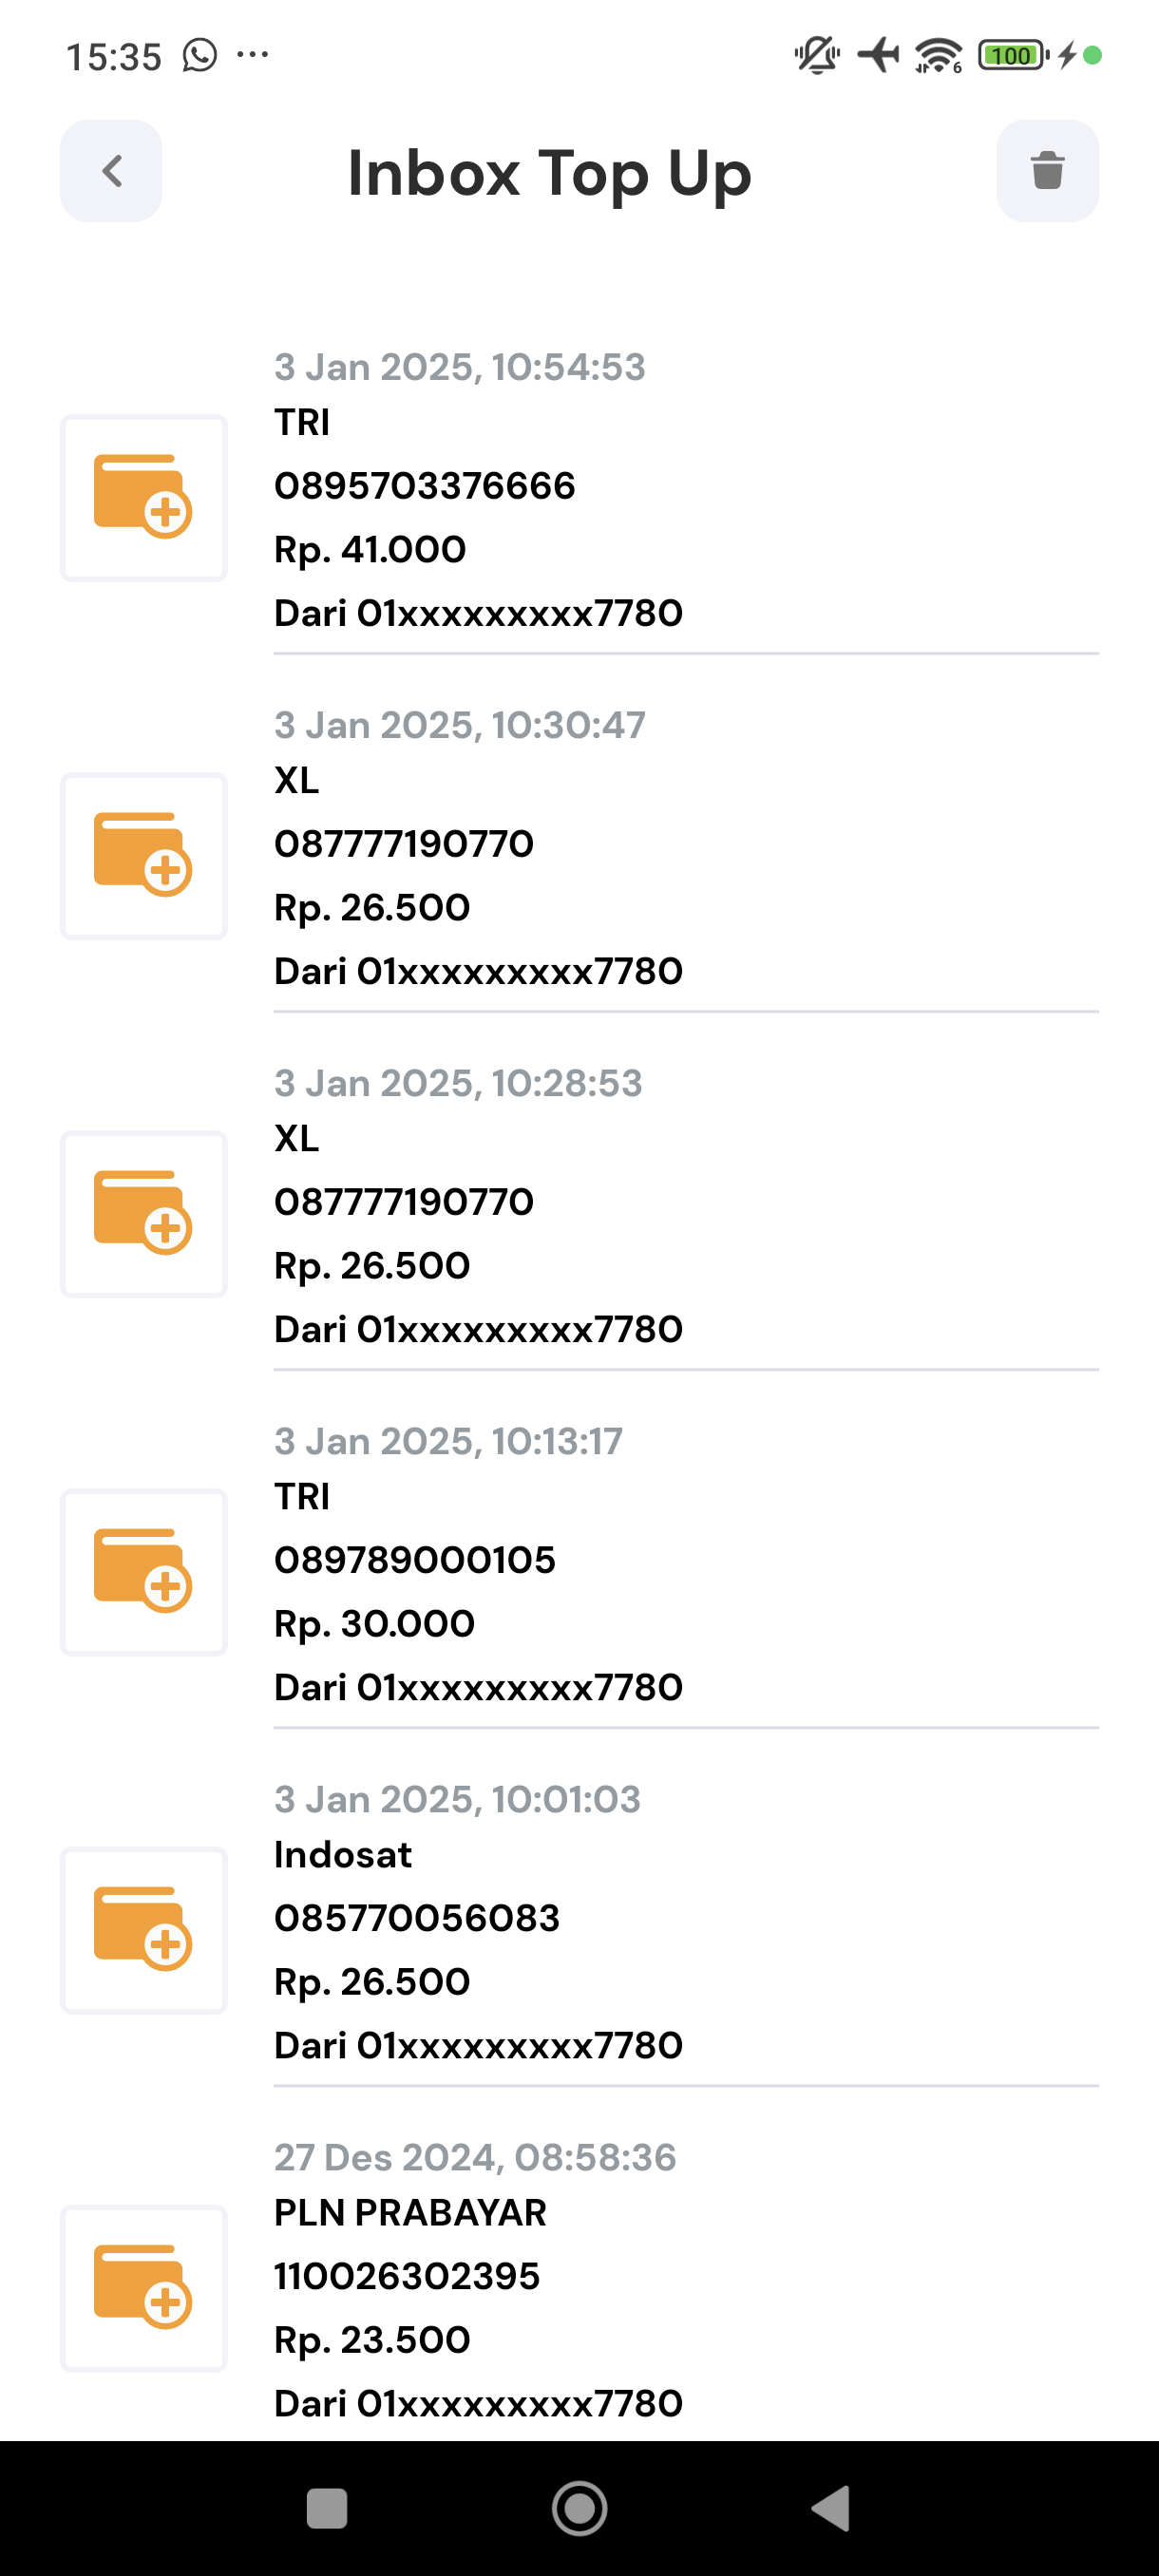 15:35
6
100
Inbox Top Up
3 Jan 2025, 10:54:53
TRI
0895703376666
Rp. 41.000
Dari 01xxxxxxxxx7780
3 Jan 2025, 10:30:47
XL
087777190770
Rp. 26.500
Dari 01xxxxxxxxx7780
3 Jan 2025, 10:28:53
XL
087777190770
Rp. 26.500
Dari 01xxxxxxxxx7780
3 Jan 2025, 10:13:17
TRI
089789000105
Rp. 30.000
Dari 01xxxxxxxxx7780
3 Jan 2025, 10:01:03
Indosat
085770056083
Rp. 26.500
Dari 01xxxxxxxxx7780
27 Des 2024, 08:58:36
PLN PRABAYAR
110026302395
Rp. 23.500
Dari 01xxxxxxxxx7780